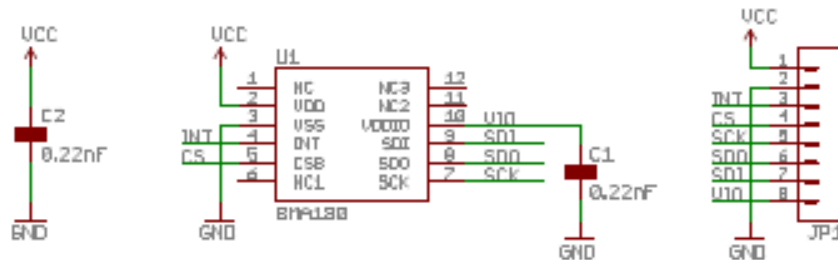 VCC
C2
0.22nF
GND
VCC
U1
1 NC NC3 12
2 VDD NC2 11
3 VSS VDDIO 10 VIO
INT 4 INT SDI 9 SDI
CS 5 CSB SDO 8 SDO
6 NC1 SCK 7 SCK
BMA180
GND
C1
0.22nF
GND
VCC
1
2
INT 3
CS 4
SCK 5
SDO 6
SDI 7
VIO 8
GND
JP1